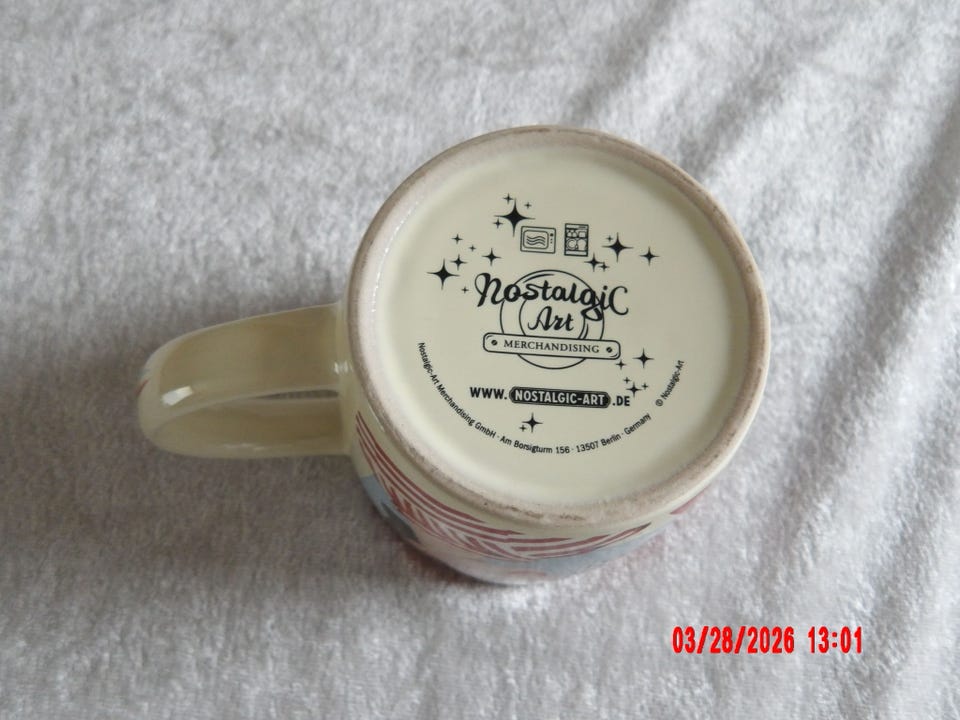 Nostalgic
Art
MERCHANDISING
WWW. NOSTALGIC-ART .DE
Nostalgic-Art Merchandising GmbH · Am Borsigturm 156 · 13507 Berlin · Germany © Nostalgic-Art
03/28/2026 13:01